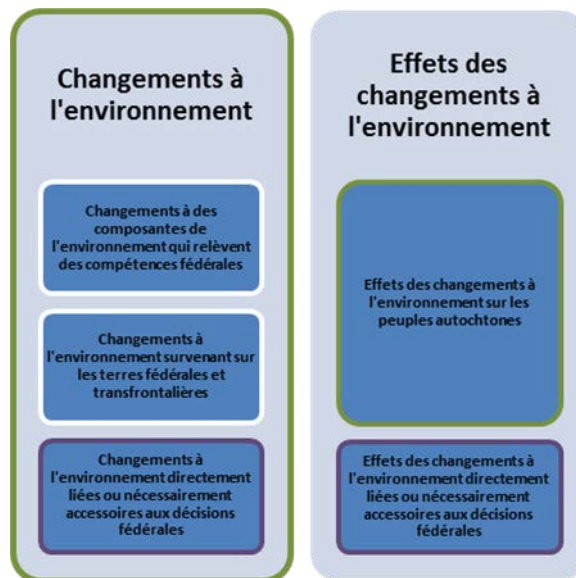 Changements à
l'environnement
Changements à des
composantes de
l'environnement qui relèvent
des compétences fédérales
Changements à
l'environnement survenant sur
les terres fédérales et
transfrontalières
Changements à
l'environnement directement
liées ou nécessairement
accessoires aux décisions
fédérales
Effets des
changements à
l'environnement
Effets des changements à
l'environnement sur les
peuples autochtones
Effets des changements à
l'environnement directement
liées ou nécessairement
accessoires aux décisions
fédérales